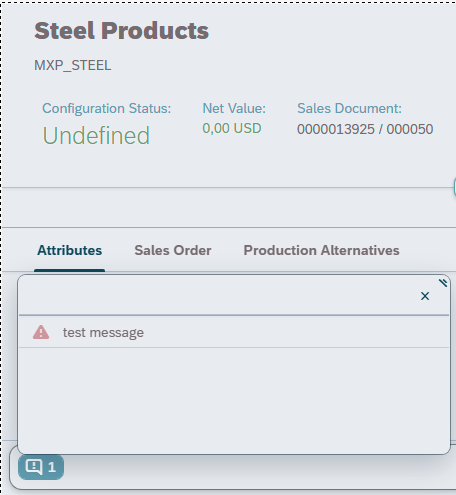 Steel Products
MXP_STEEL
Configuration Status: Net Value: Sales Document:
Undefined 0,00 USD 0000013925 / 000050
Attributes Sales Order Production Alternatives
test message
1